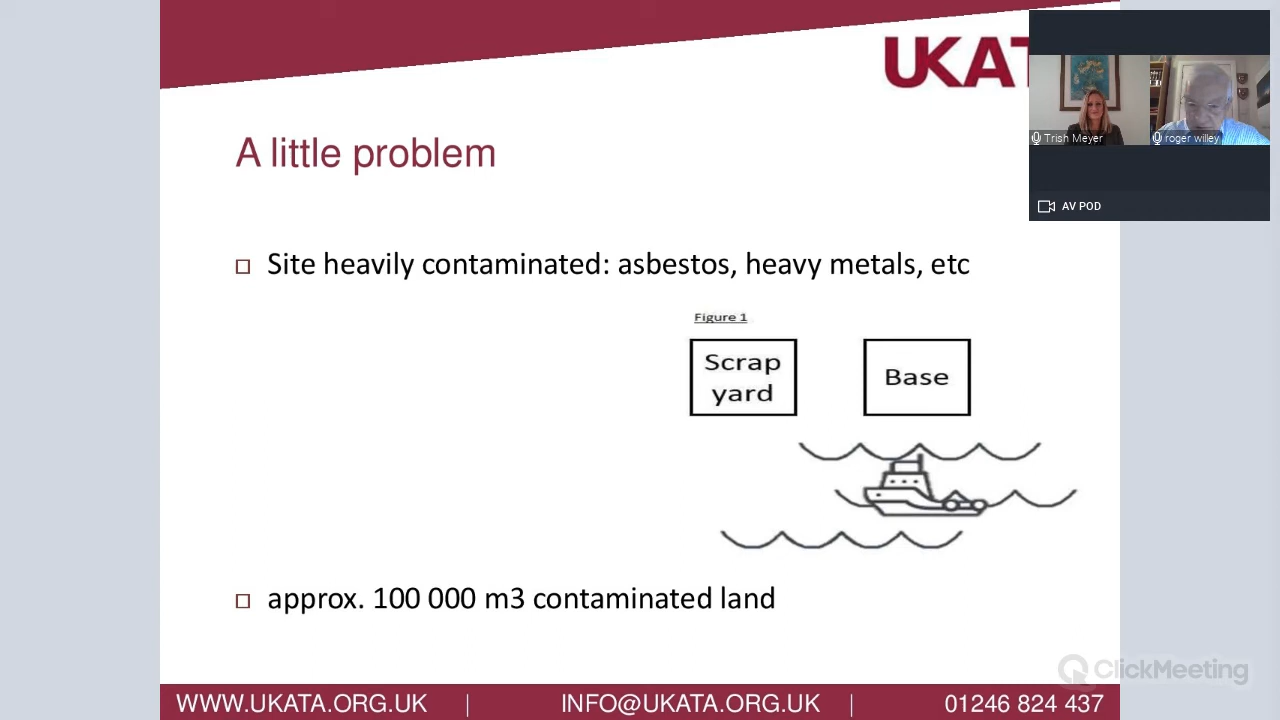 UKATA
A little problem
Site heavily contaminated: asbestos, heavy metals, etc
Figure 1
Scrap
yard
Base
approx. 100 000 m3 contaminated land
Trish Meyer
roger willey
AV POD
ClickMeeting
WWW.UKATA.ORG.UK | INFO@UKATA.ORG.UK | 01246 824 437